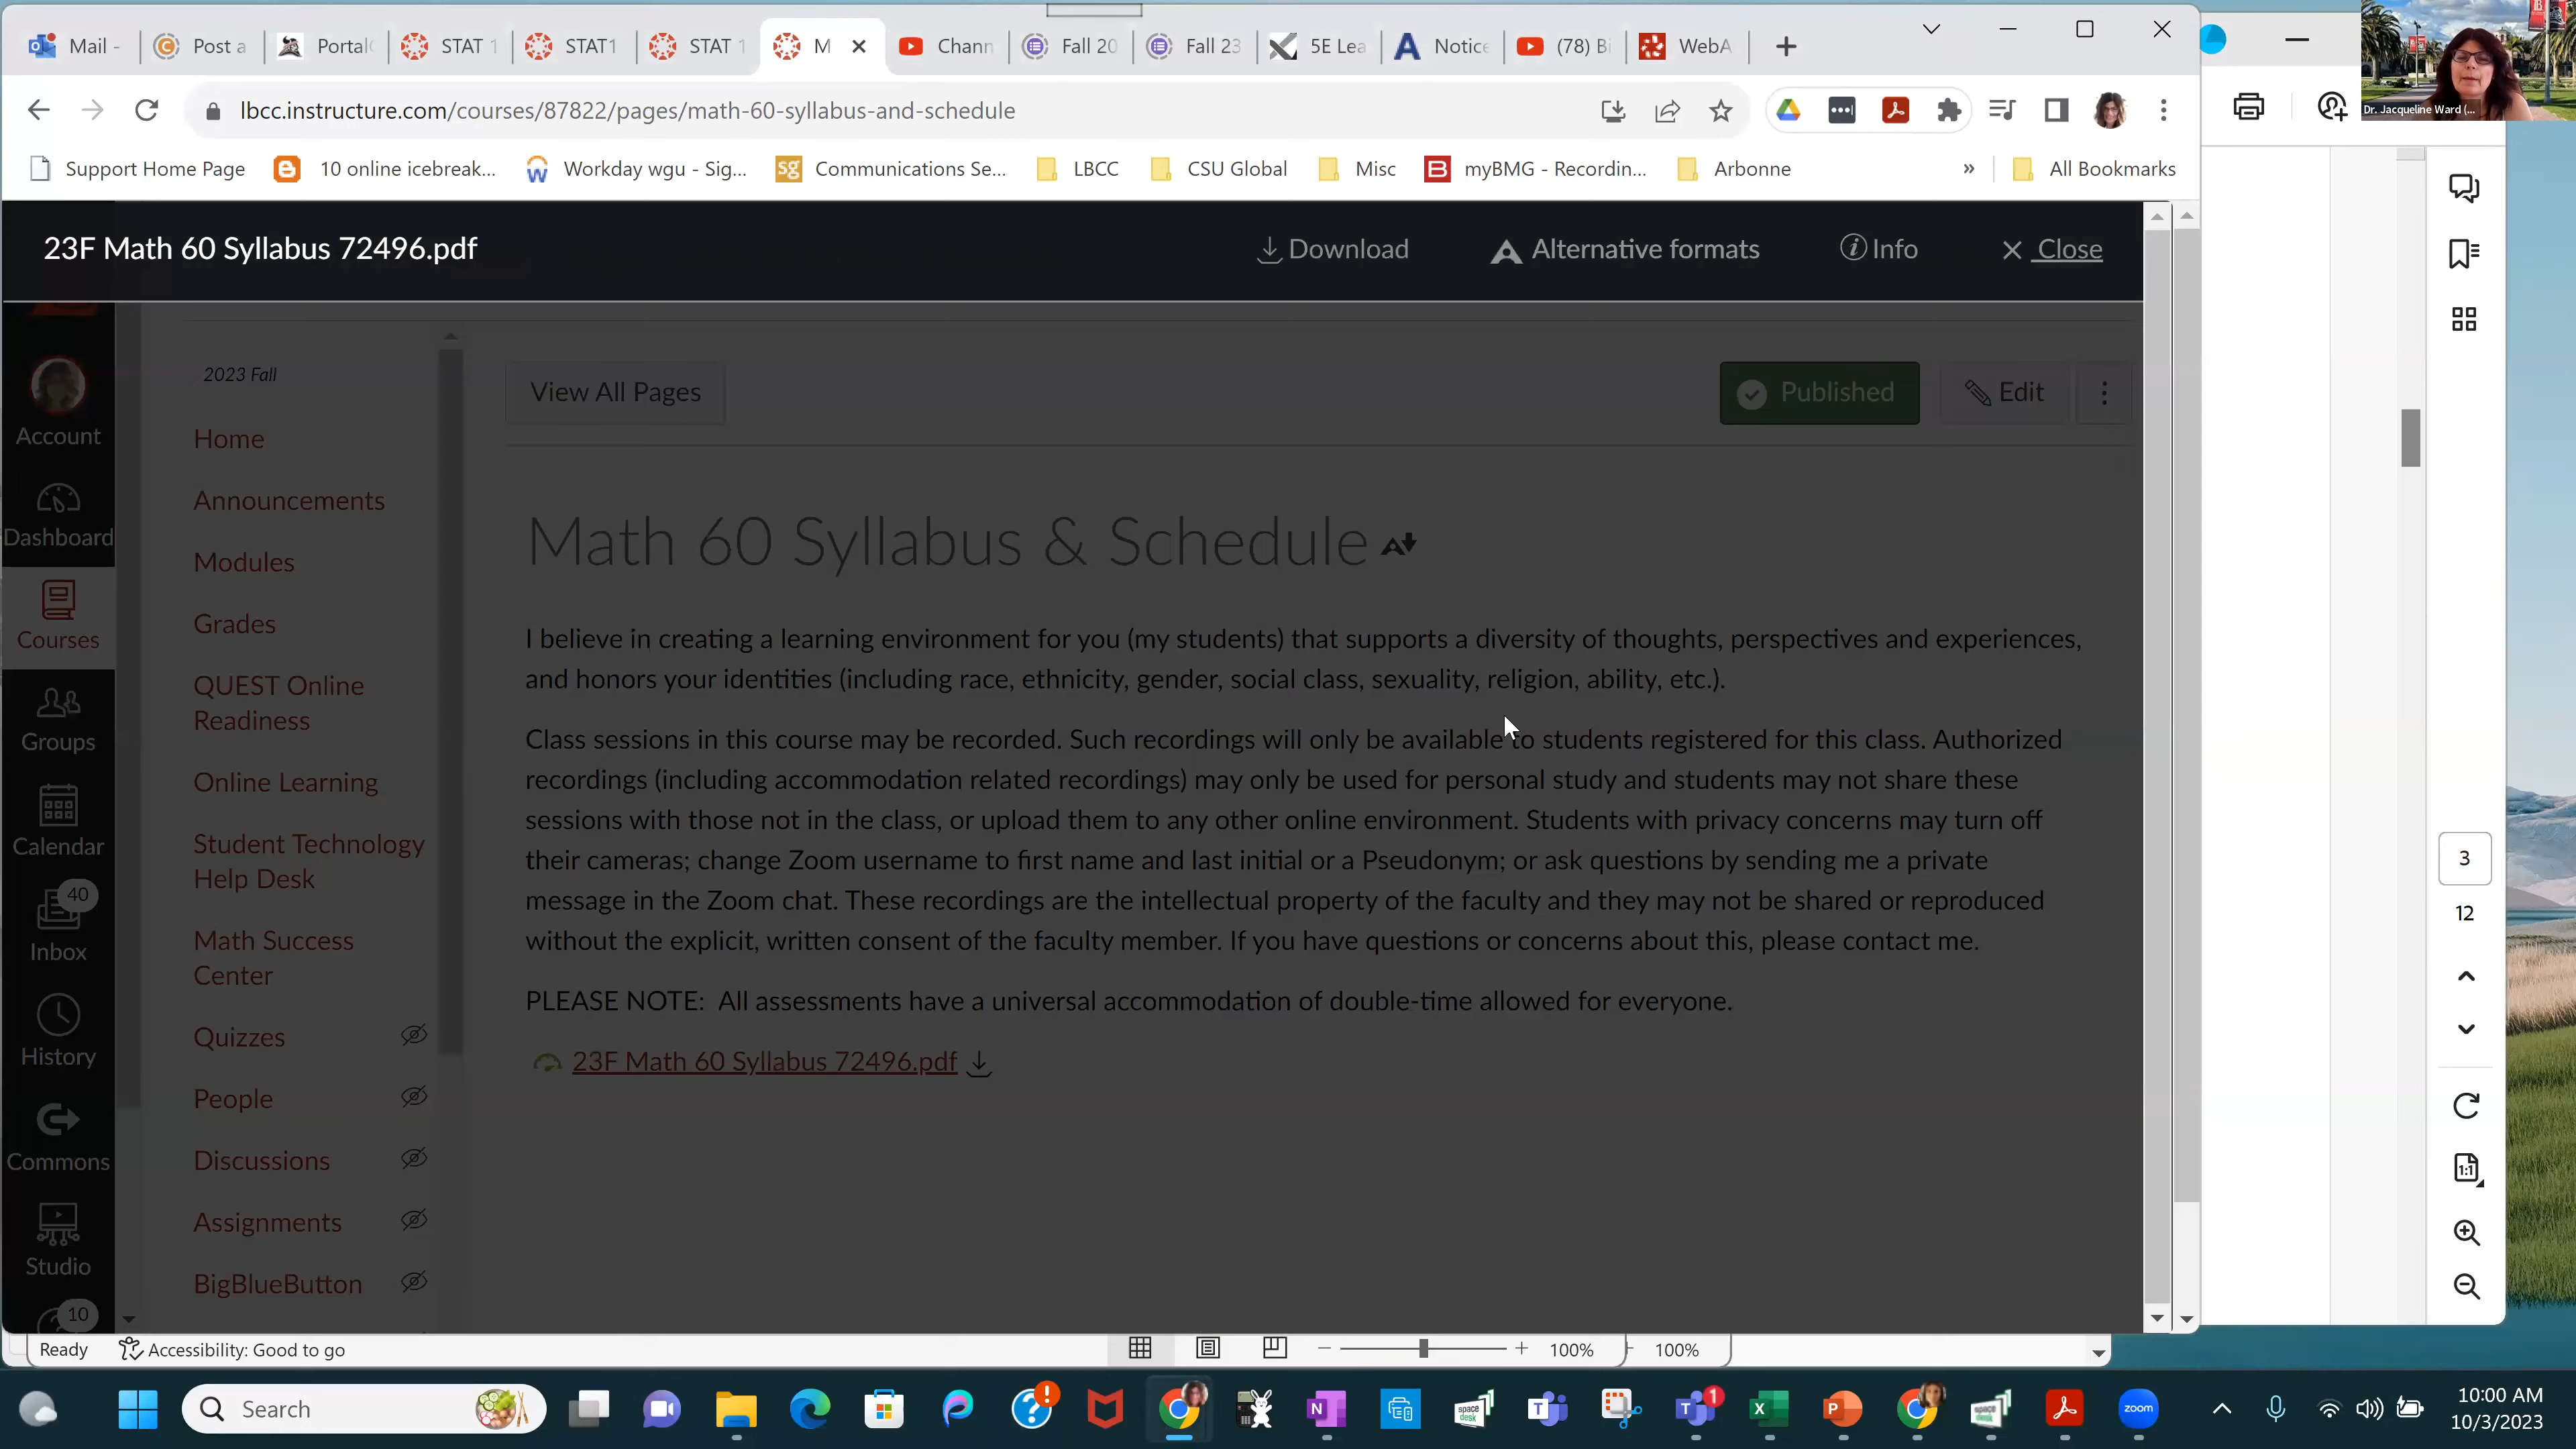 Mail -
Post a
Portal
STAT 1
STAT1
STAT 1
M
Chann
Fall 20
Fall 23
5E Lea
Notice
(78) Bi
WebA
lbcc.instructure.com/courses/87822/pages/math-60-syllabus-and-schedule
Dr. Jacqueline Ward (...
Support Home Page
10 online icebreak...
Workday wgu - Sig...
sg
Communications Se...
LBCC
CSU Global
Misc
B
myBMG - Recordin...
Arbonne
»
All Bookmarks
23F Math 60 Syllabus 72496.pdf
Download
Alternative formats
Info
Close
Account
Dashboard
Courses
Groups
Calendar
40
Inbox
History
Commons
Studio
10
2023 Fall
Home
Announcements
Modules
Grades
QUEST Online
Readiness
Online Learning
Student Technology
Help Desk
Math Success
Center
Quizzes
People
Discussions
Assignments
BigBlueButton
View All Pages
Published
Edit
Math 60 Syllabus & Schedule
I believe in creating a learning environment for you (my students) that supports a diversity of thoughts, perspectives and experiences,
and honors your identities (including race, ethnicity, gender, social class, sexuality, religion, ability, etc.).
Class sessions in this course may be recorded. Such recordings will only be available to students registered for this class. Authorized
recordings (including accommodation related recordings) may only be used for personal study and students may not share these
sessions with those not in the class, or upload them to any other online environment. Students with privacy concerns may turn off
their cameras; change Zoom username to first name and last initial or a Pseudonym; or ask questions by sending me a private
message in the Zoom chat. These recordings are the intellectual property of the faculty and they may not be shared or reproduced
without the explicit, written consent of the faculty member. If you have questions or concerns about this, please contact me.
PLEASE NOTE: All assessments have a universal accommodation of double-time allowed for everyone.
23F Math 60 Syllabus 72496.pdf
3
12
1:1
Ready
Accessibility: Good to go
100%
100%
Search
space
desk
1
space
desk
zoom
10:00 AM
10/3/2023